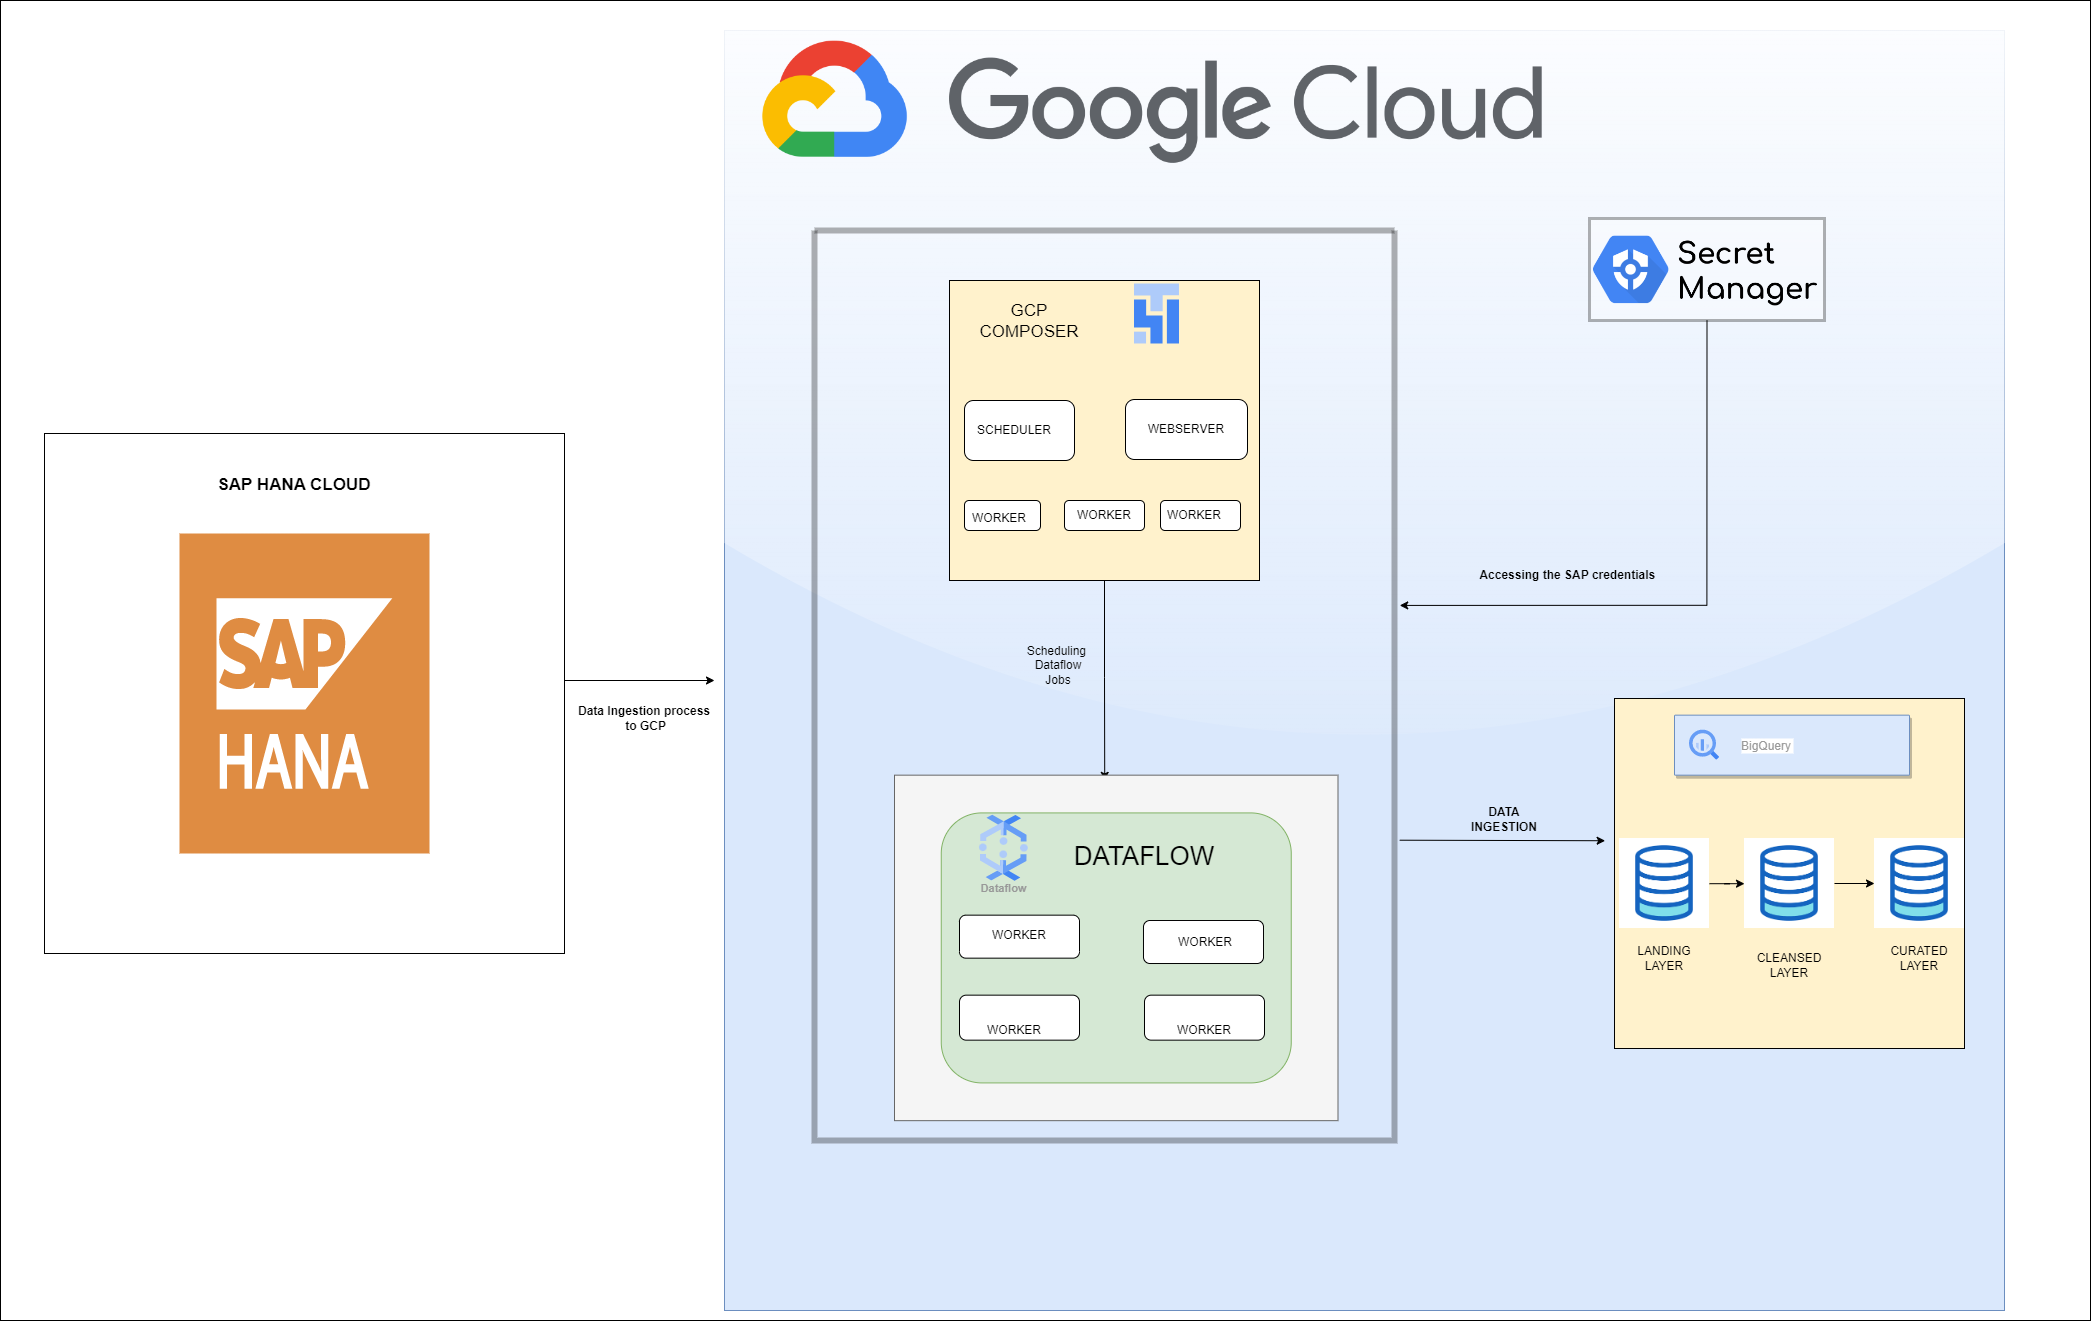 Google Cloud
Secret
Manager
GCP
COMPOSER
SCHEDULER
WEBSERVER
WORKER
WORKER
WORKER
SAP HANA CLOUD
SAP
HANA
Data Ingestion process
to GCP
Accessing the SAP credentials
Scheduling
Dataflow
Jobs
BigQuery
DATA
INGESTION
DATAFLOW
Dataflow
WORKER
WORKER
WORKER
WORKER
LANDING
LAYER
CLEANSED
LAYER
CURATED
LAYER